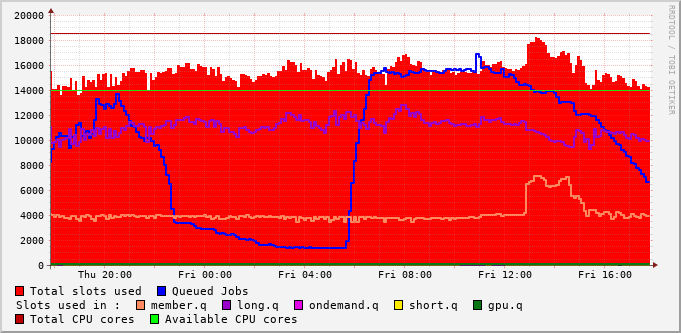 20000
18000
16000
14000
12000
10000
8000
6000
4000
2000
0
Thu 20:00 Fri 00:00 Fri 04:00 Fri 08:00 Fri 12:00 Fri 16:00
RRDTOOL / TOBI OETIKER
Total slots used Queued Jobs
Slots used in : member.q long.q ondemand.q short.q gpu.q
Total CPU cores Available CPU cores